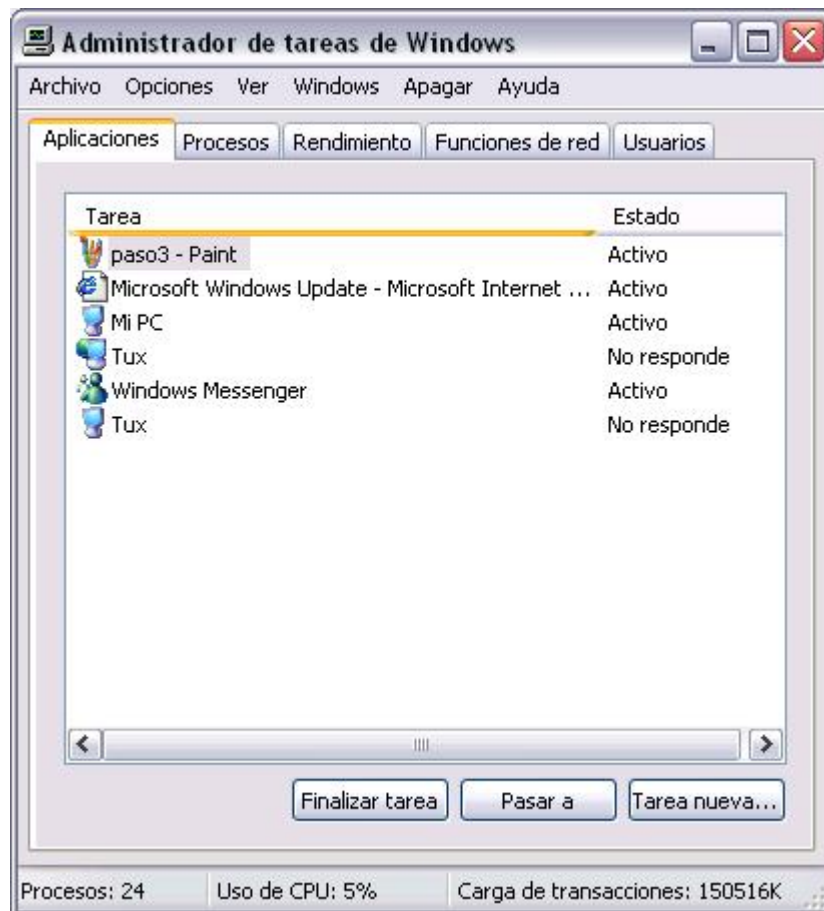 Administrador de tareas de Windows
Archivo Opciones Ver Windows Apagar Ayuda
Aplicaciones Procesos Rendimiento Funciones de red Usuarios
Tarea Estado
paso3 - Paint Activo
Microsoft Windows Update - Microsoft Internet ... Activo
Mi PC Activo
Tux No responde
Windows Messenger Activo
Tux No responde
Finalizar tarea Pasar a Tarea nueva...
Procesos: 24 Uso de CPU: 5% Carga de transacciones: 150516K